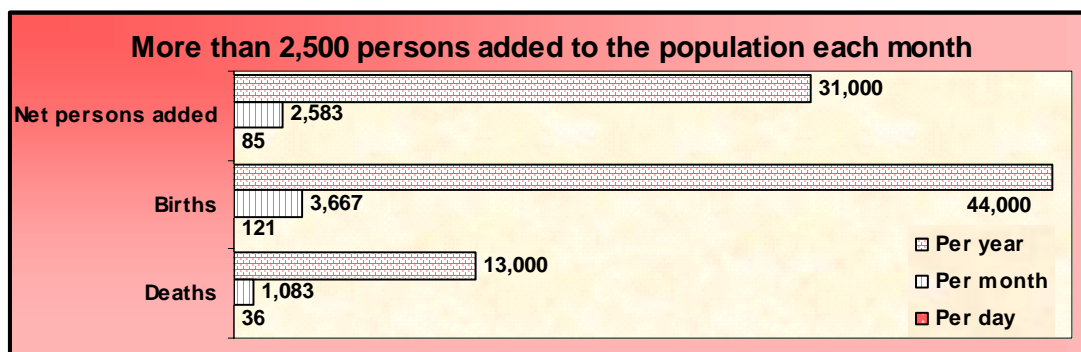 More than 2,500 persons added to the population each month
Net persons added
31,000
2,583
85
Births
44,000
3,667
121
Deaths
13,000
1,083
36
Per year
Per month
Per day